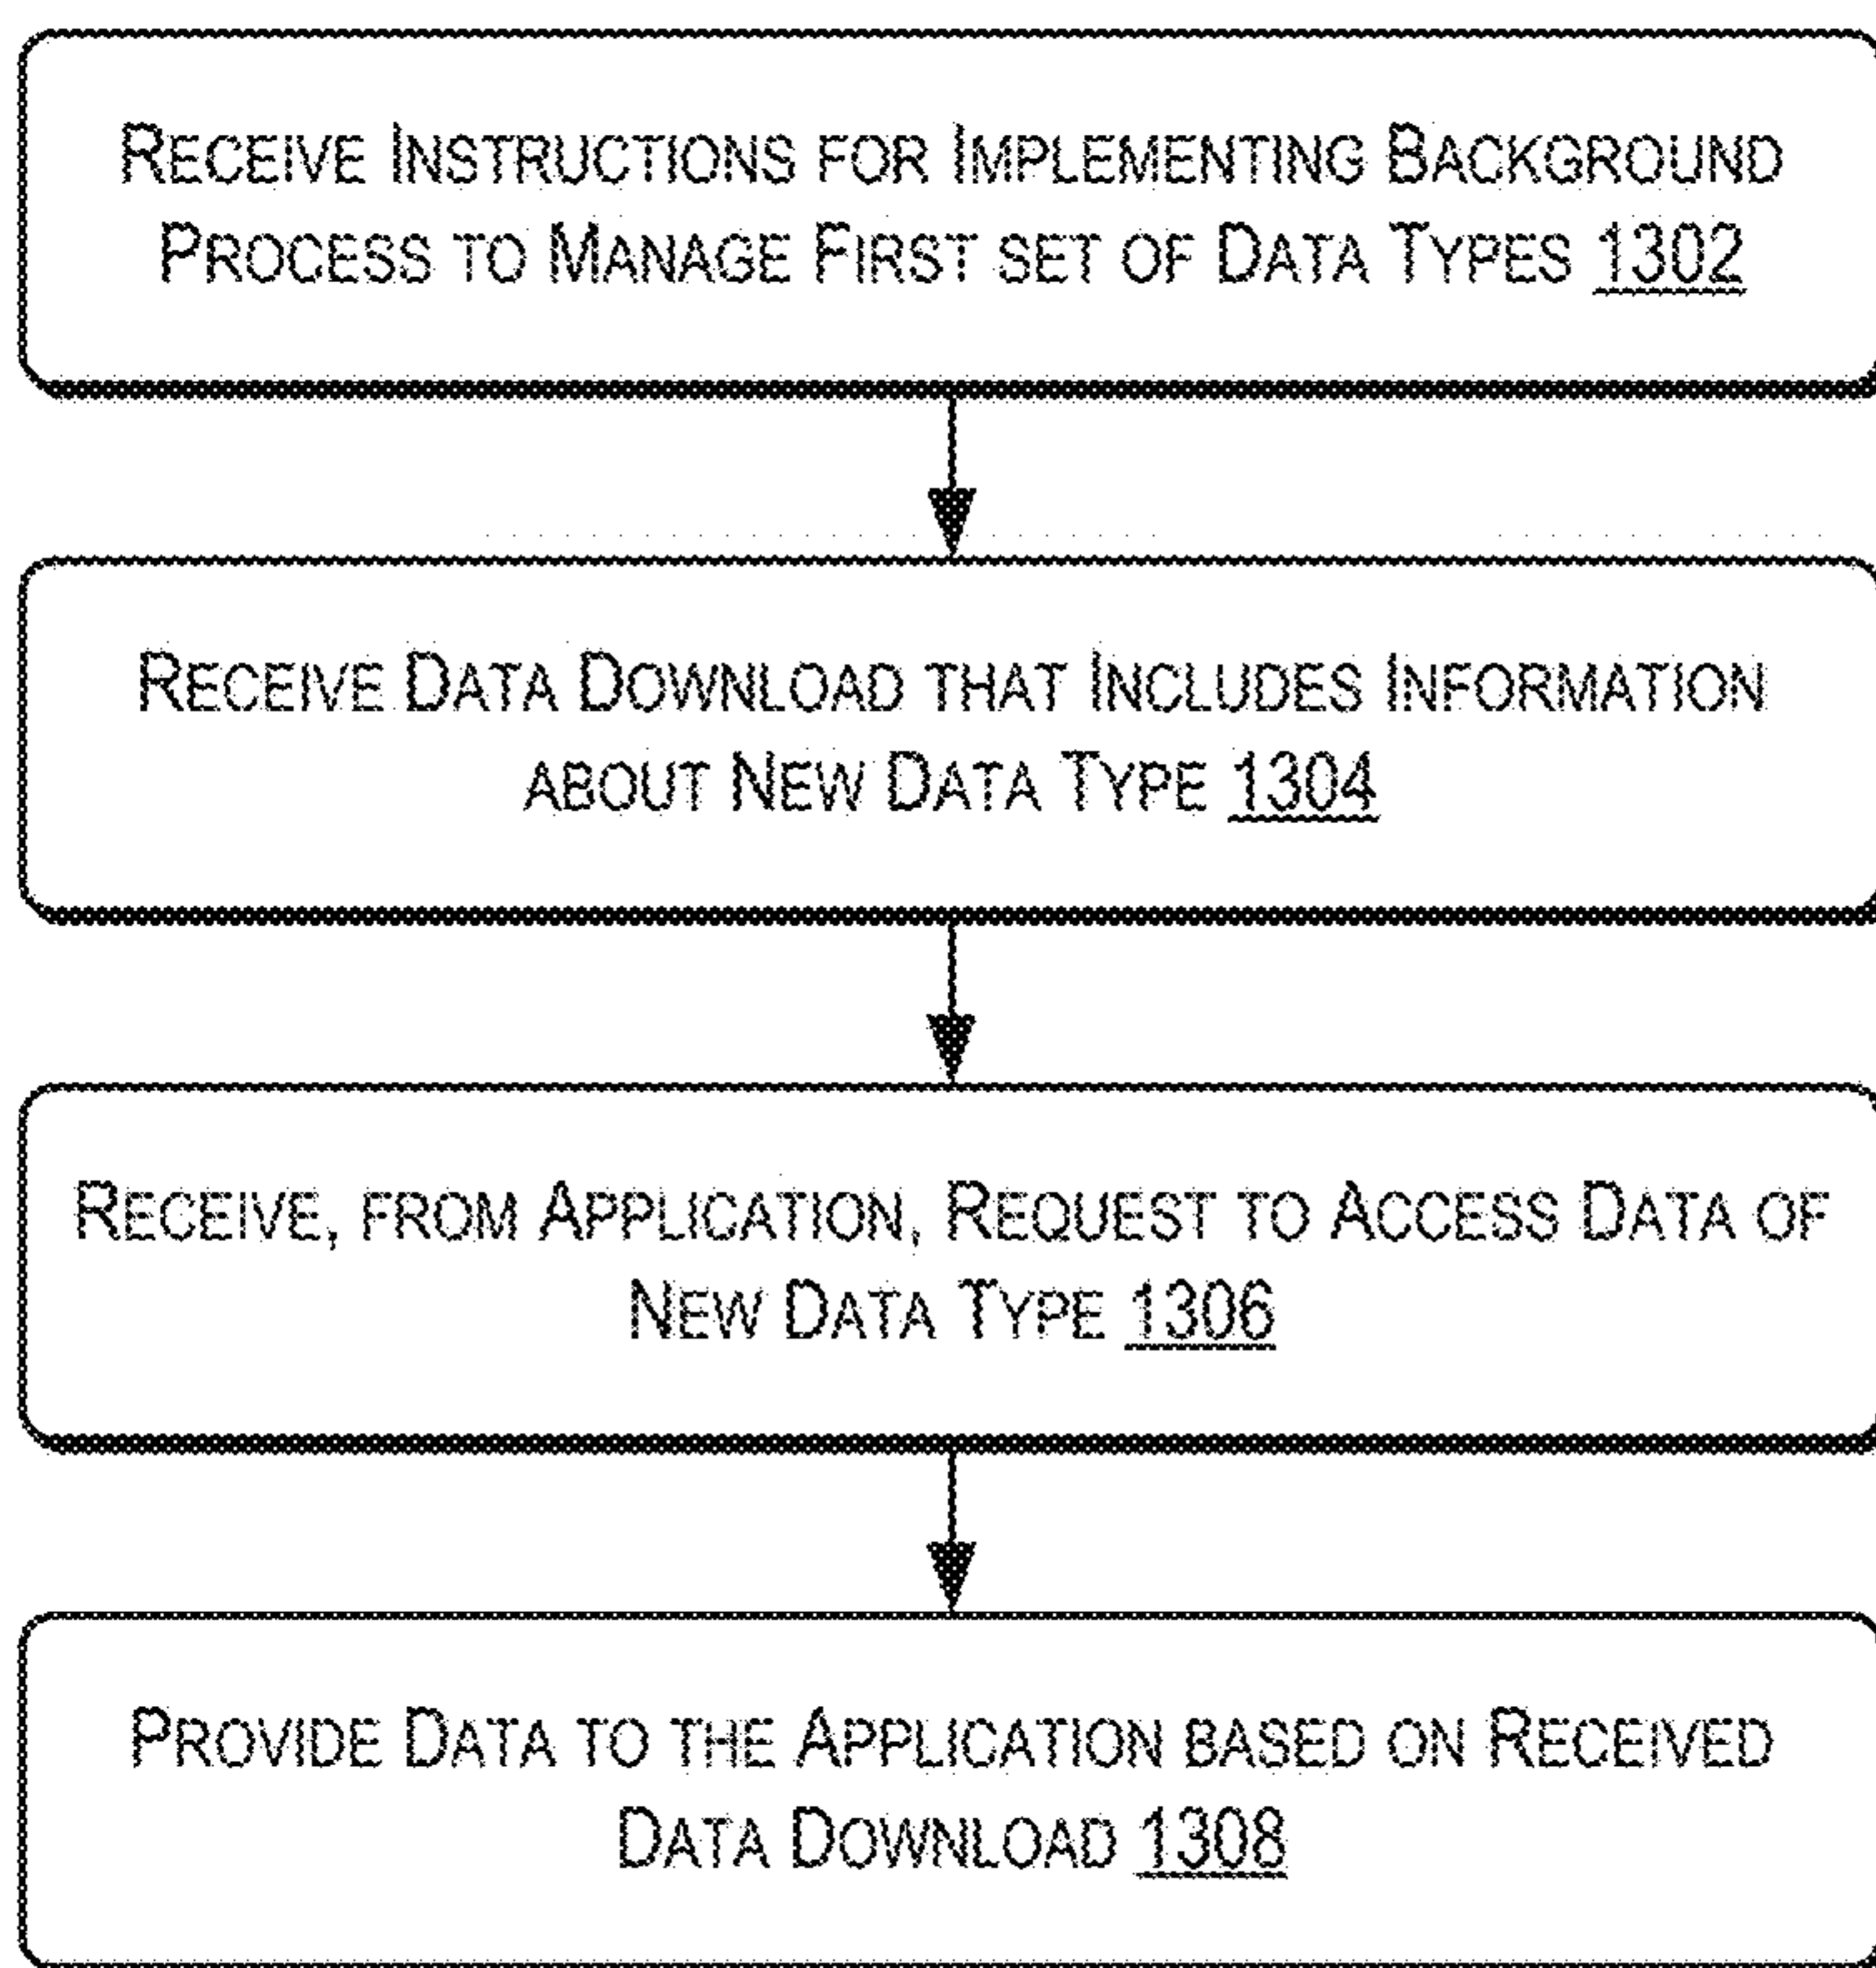 RECEIVE INSTRUCTIONS FOR IMPLEMENTING BACKGROUND
PROCESS TO MANAGE FIRST SET OF DATA TYPES 1302
RECEIVE DATA DOWNLOAD THAT INCLUDES INFORMATION
ABOUT NEW DATA TYPE 1304
RECEIVE, FROM APPLICATION, REQUEST TO ACCESS DATA OF
NEW DATA TYPE 1306
PROVIDE DATA TO THE APPLICATION BASED ON RECEIVED
DATA DOWNLOAD 1308